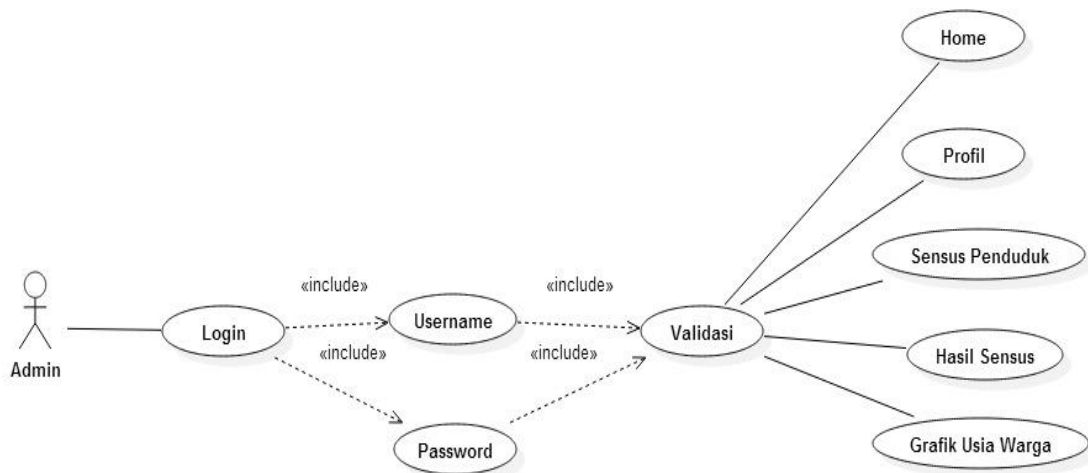 Home
Profil
Sensus Penduduk
«include»
«include»
Username
Login
Validasi
«include»
«include»
Hasil Sensus
Admin
Password
Grafik Usia Warga